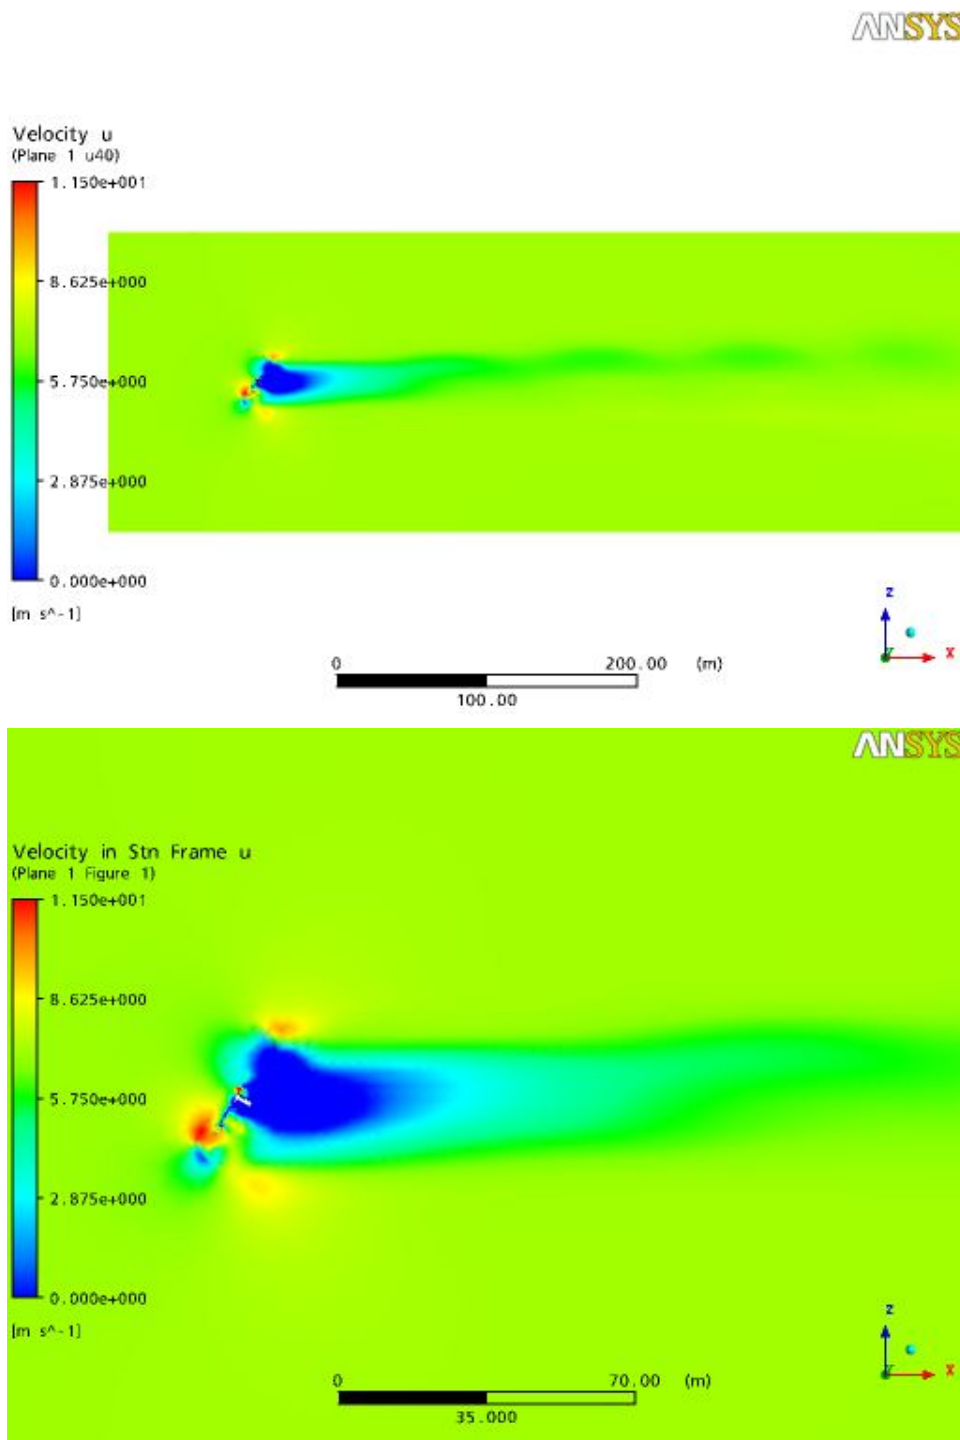 ANSYS
Velocity u
(Plane 1 u40)
1.150e+001
8.625e+000
5.750e+000
2.875e+000
0.000e+000
[m s^-1]
z
Y
x
0 200.00 (m)
100.00
ANSYS
Velocity in Stn Frame u
(Plane 1 Figure 1)
1.150e+001
8.625e+000
5.750e+000
2.875e+000
0.000e+000
[m s^-1]
z
Y
x
0 70.00 (m)
35.000